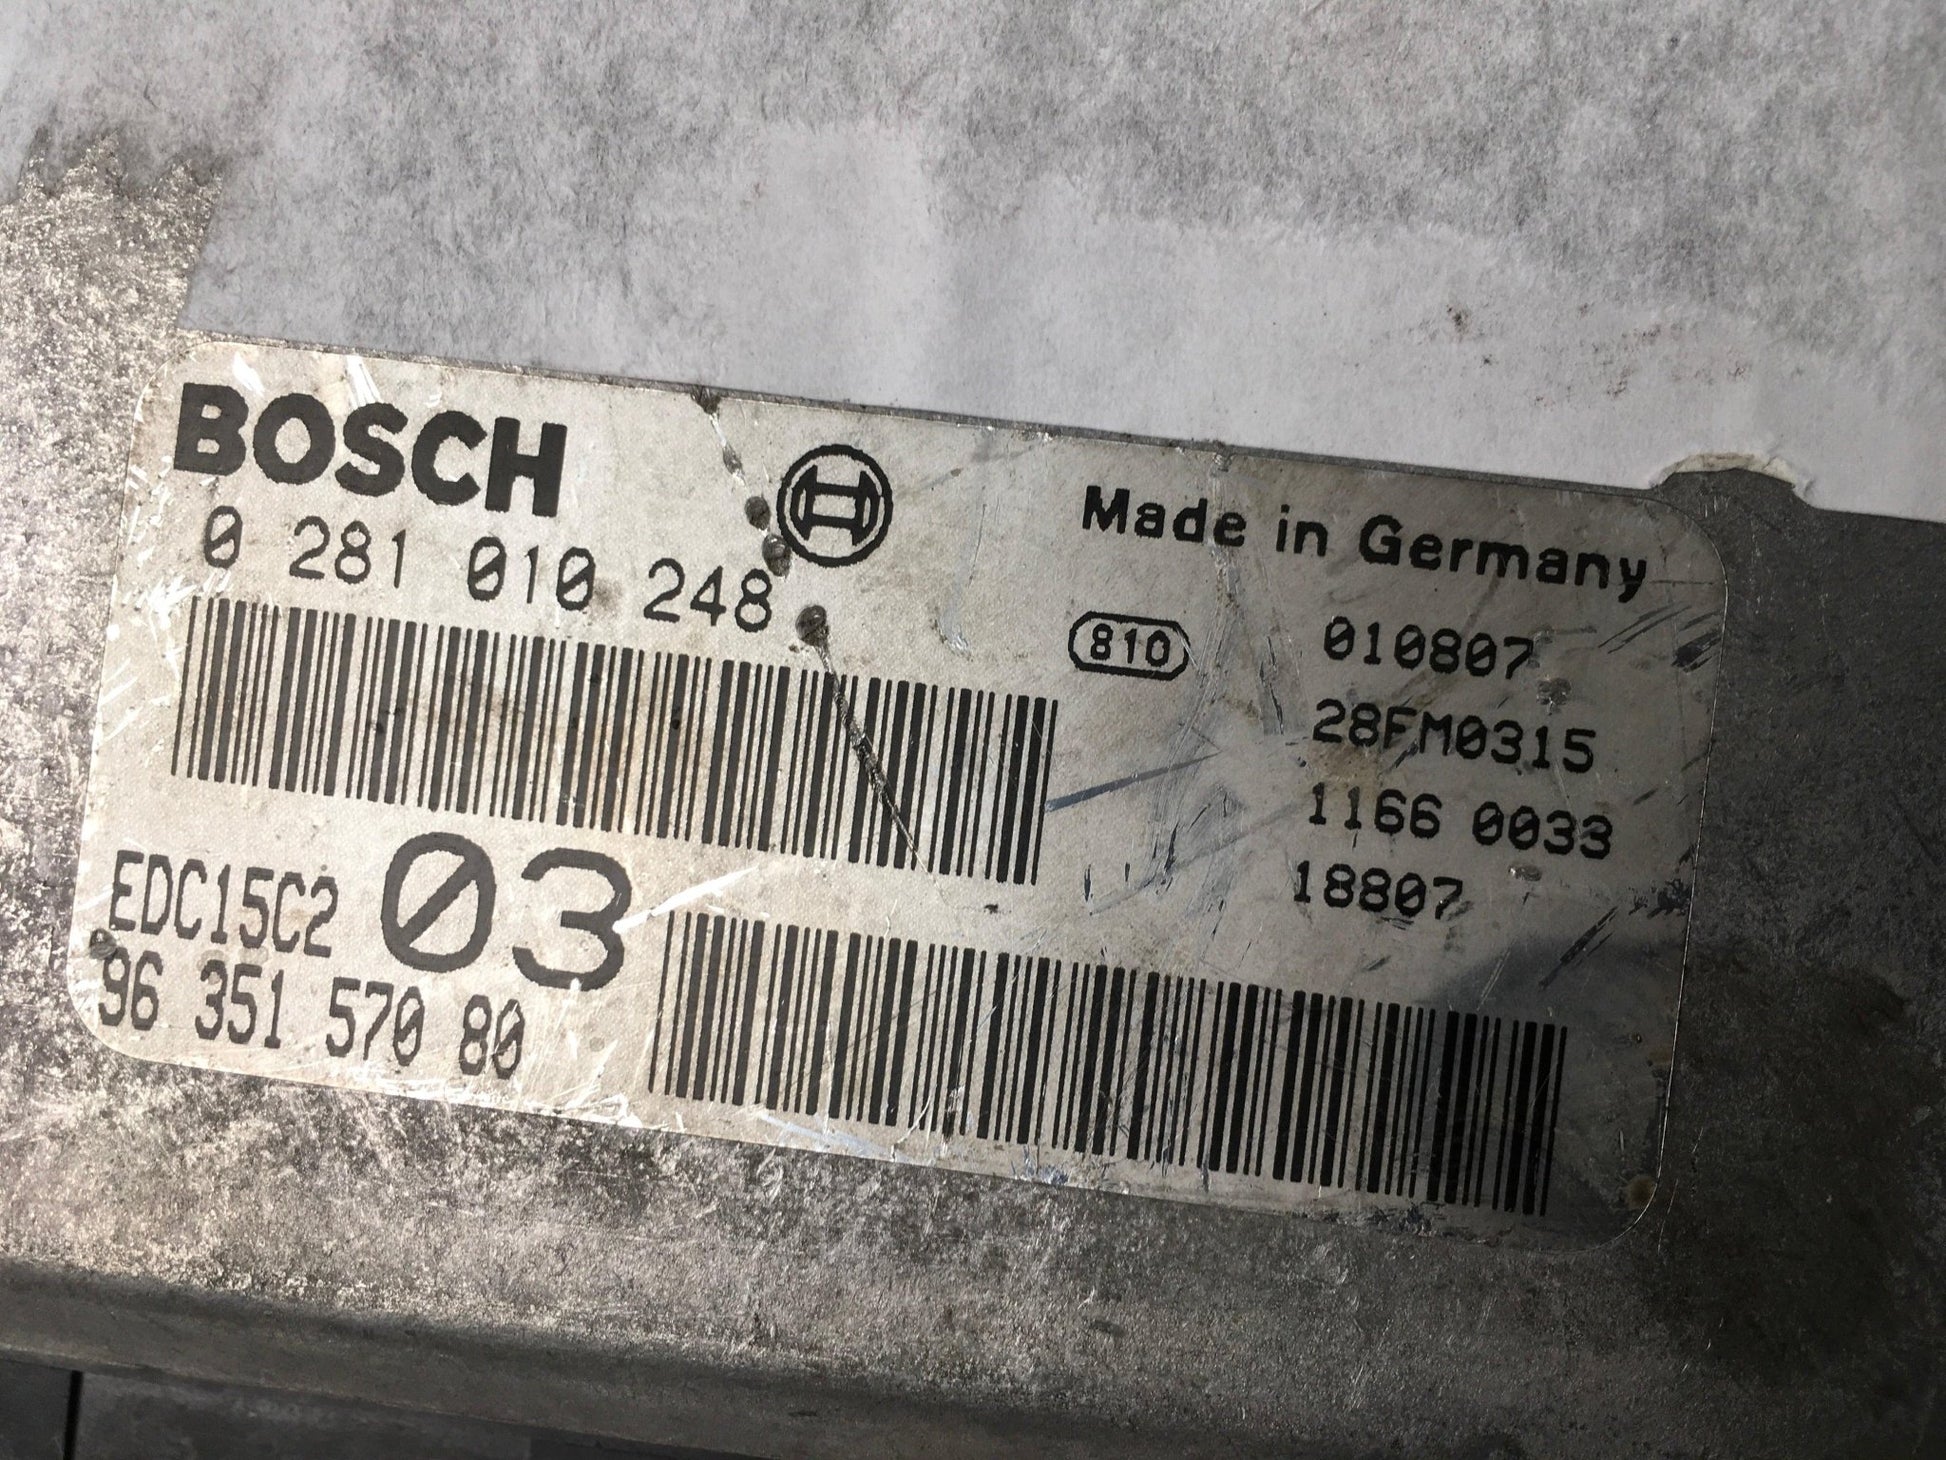 BOSCH
0 281 010 248
Made in Germany
810
010807
28FM0315
1166 0033
18807
EDC15C2 03
96 351 570 80